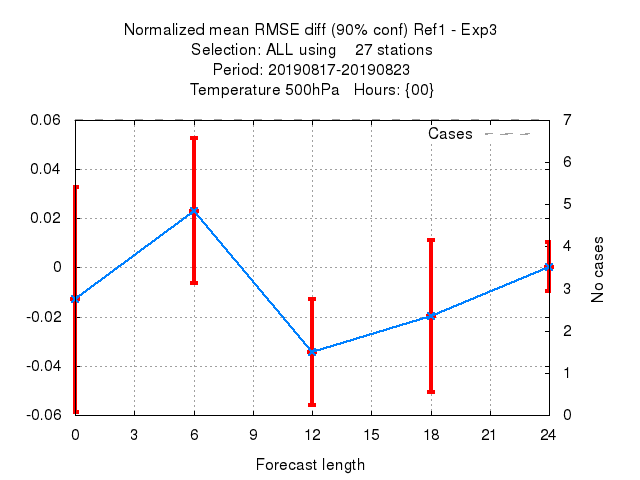 Normalized mean RMSE diff (90% conf) Ref1 - Exp3
Selection: ALL using    27 stations
Period: 20190817-20190823
Temperature 500hPa   Hours: {00}
Cases
0.06
0.04
0.02
0
-0.02
-0.04
-0.06
7
6
5
4
3
2
1
0
No cases
0 3 6 9 12 15 18 21 24
Forecast length